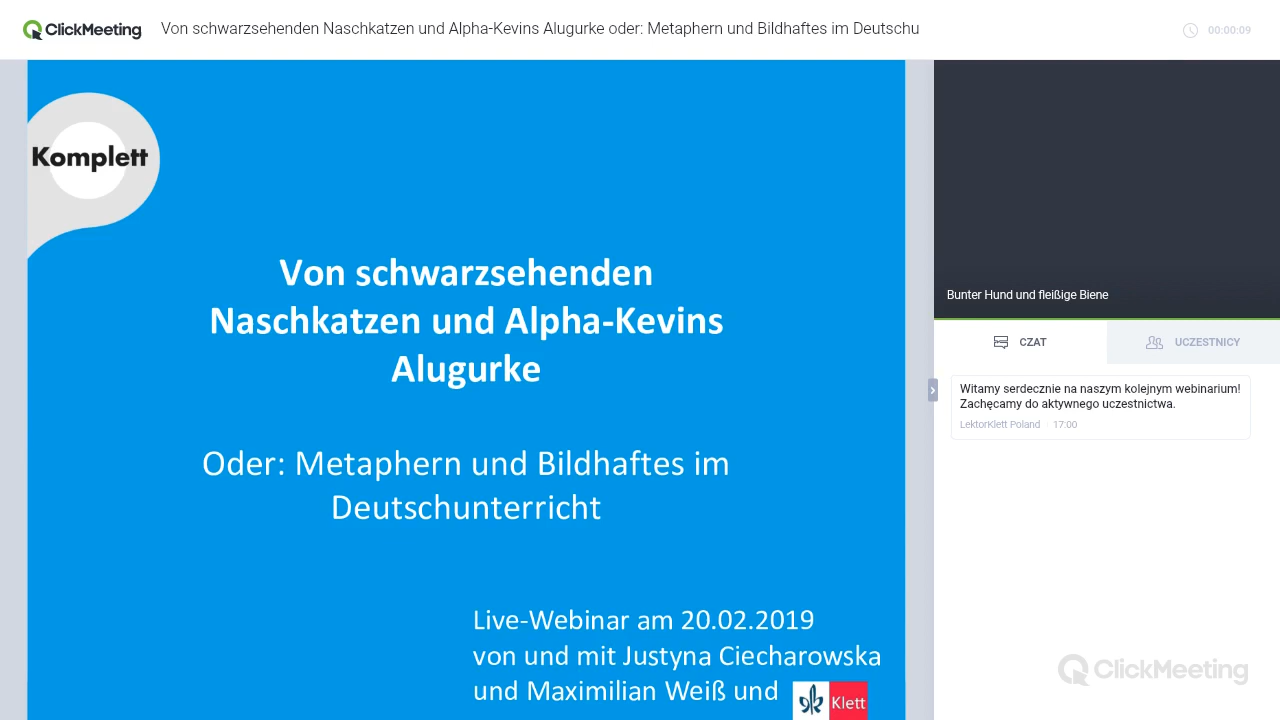 ClickMeeting
Von schwarzsehenden Naschkatzen und Alpha-Kevins Alugurke oder: Metaphern und Bildhaftes im Deutschu
00:00:09
Komplett
Von schwarzsehenden
Naschkatzen und Alpha-Kevins
Alugurke
Oder: Metaphern und Bildhaftes im
Deutschunterricht
Live-Webinar am 20.02.2019
von und mit Justyna Ciecharowska
und Maximilian Weiß und
Klett
Bunter Hund und fleißige Biene
CZAT
UCZESTNICY
Witamy serdecznie na naszym kolejnym webinarium!
Zachęcamy do aktywnego uczestnictwa.
LektorKlett Poland 17:00
ClickMeeting